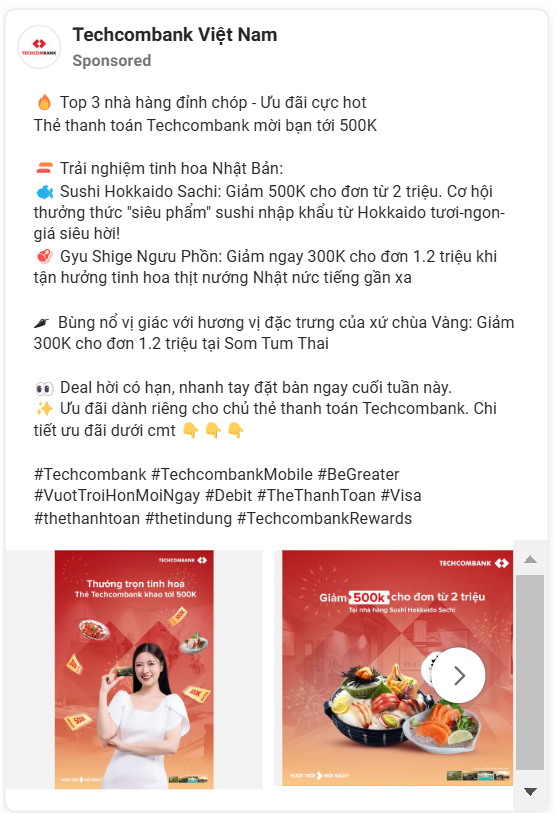 Techcombank Việt Nam
TECHCOMBANK
Sponsored
🔥 Top 3 nhà hàng đỉnh chóp - Ưu đãi cực hot
Thẻ thanh toán Techcombank mời bạn tới 500K
🍣 Trải nghiệm tinh hoa Nhật Bản:
🐟 Sushi Hokkaido Sachi: Giảm 500K cho đơn từ 2 triệu. Cơ hội
thưởng thức "siêu phẩm" sushi nhập khẩu từ Hokkaido tươi-ngon-
giá siêu hời!
🥩 Gyu Shige Ngưu Phồn: Giảm ngay 300K cho đơn 1.2 triệu khi
tận hưởng tinh hoa thịt nướng Nhật nức tiếng gần xa
🌶 Bùng nổ vị giác với hương vị đặc trưng của xứ chùa Vàng: Giảm
300K cho đơn 1.2 triệu tại Som Tum Thai
👀 Deal hời có hạn, nhanh tay đặt bàn ngay cuối tuần này.
✨ Ưu đãi dành riêng cho chủ thẻ thanh toán Techcombank. Chi
tiết ưu đãi dưới cmt 👇👇👇
#Techcombank #TechcombankMobile #BeGreater
#VuotTroiHonMoiNgay #Debit #TheThanhToan #Visa
#thethanhtoan #thetindung #TechcombankRewards
TECHCOMBANK
Thưởng trọn tinh hoa
Thẻ Techcombank khao tới 500K
VƯỢT TRỘI MỖI NGÀY
TECHCOMBANK
Giảm 500k cho đơn từ 2 triệu
Tại nhà hàng Sushi Hokkaido Sachi
VƯỢT TRỘI MỖI NGÀY